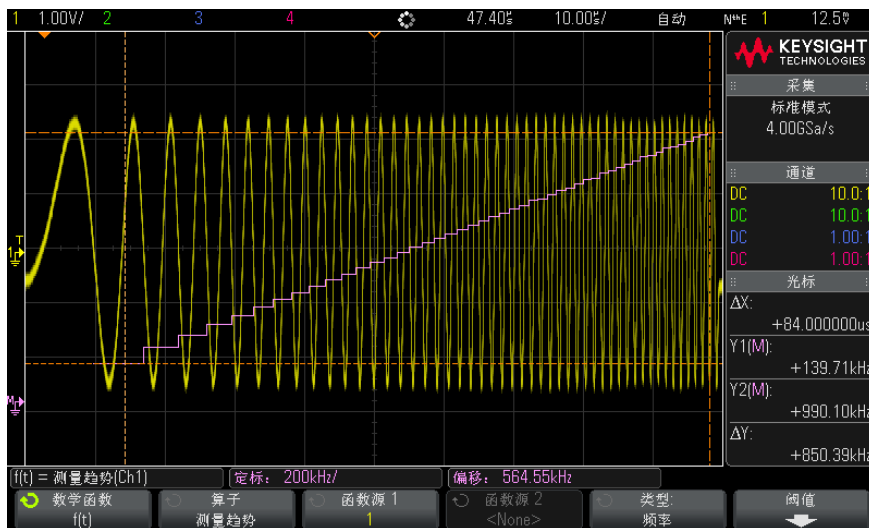 1 1.00V/ 2 3 4 47.40us 10.00us/ 自动 NthE 1 12.5V
KEYSIGHT
TECHNOLOGIES
采集
标准模式
4.00GSa/s
通道
DC 10.0:1
DC 10.0:1
DC 1.00:1
DC 1.00:1
光标
ΔX:
+84.000000us
Y1(M):
+139.71kHz
Y2(M):
+990.10kHz
ΔY:
+850.39kHz
T
1
M
f(t) = 测量趋势(Ch1) 定标: 200kHz/ 偏移: 564.55kHz
数学函数 算子 函数源 1 函数源 2 类型: 阈值
f(t) 测量趋势 1 <None> 频率